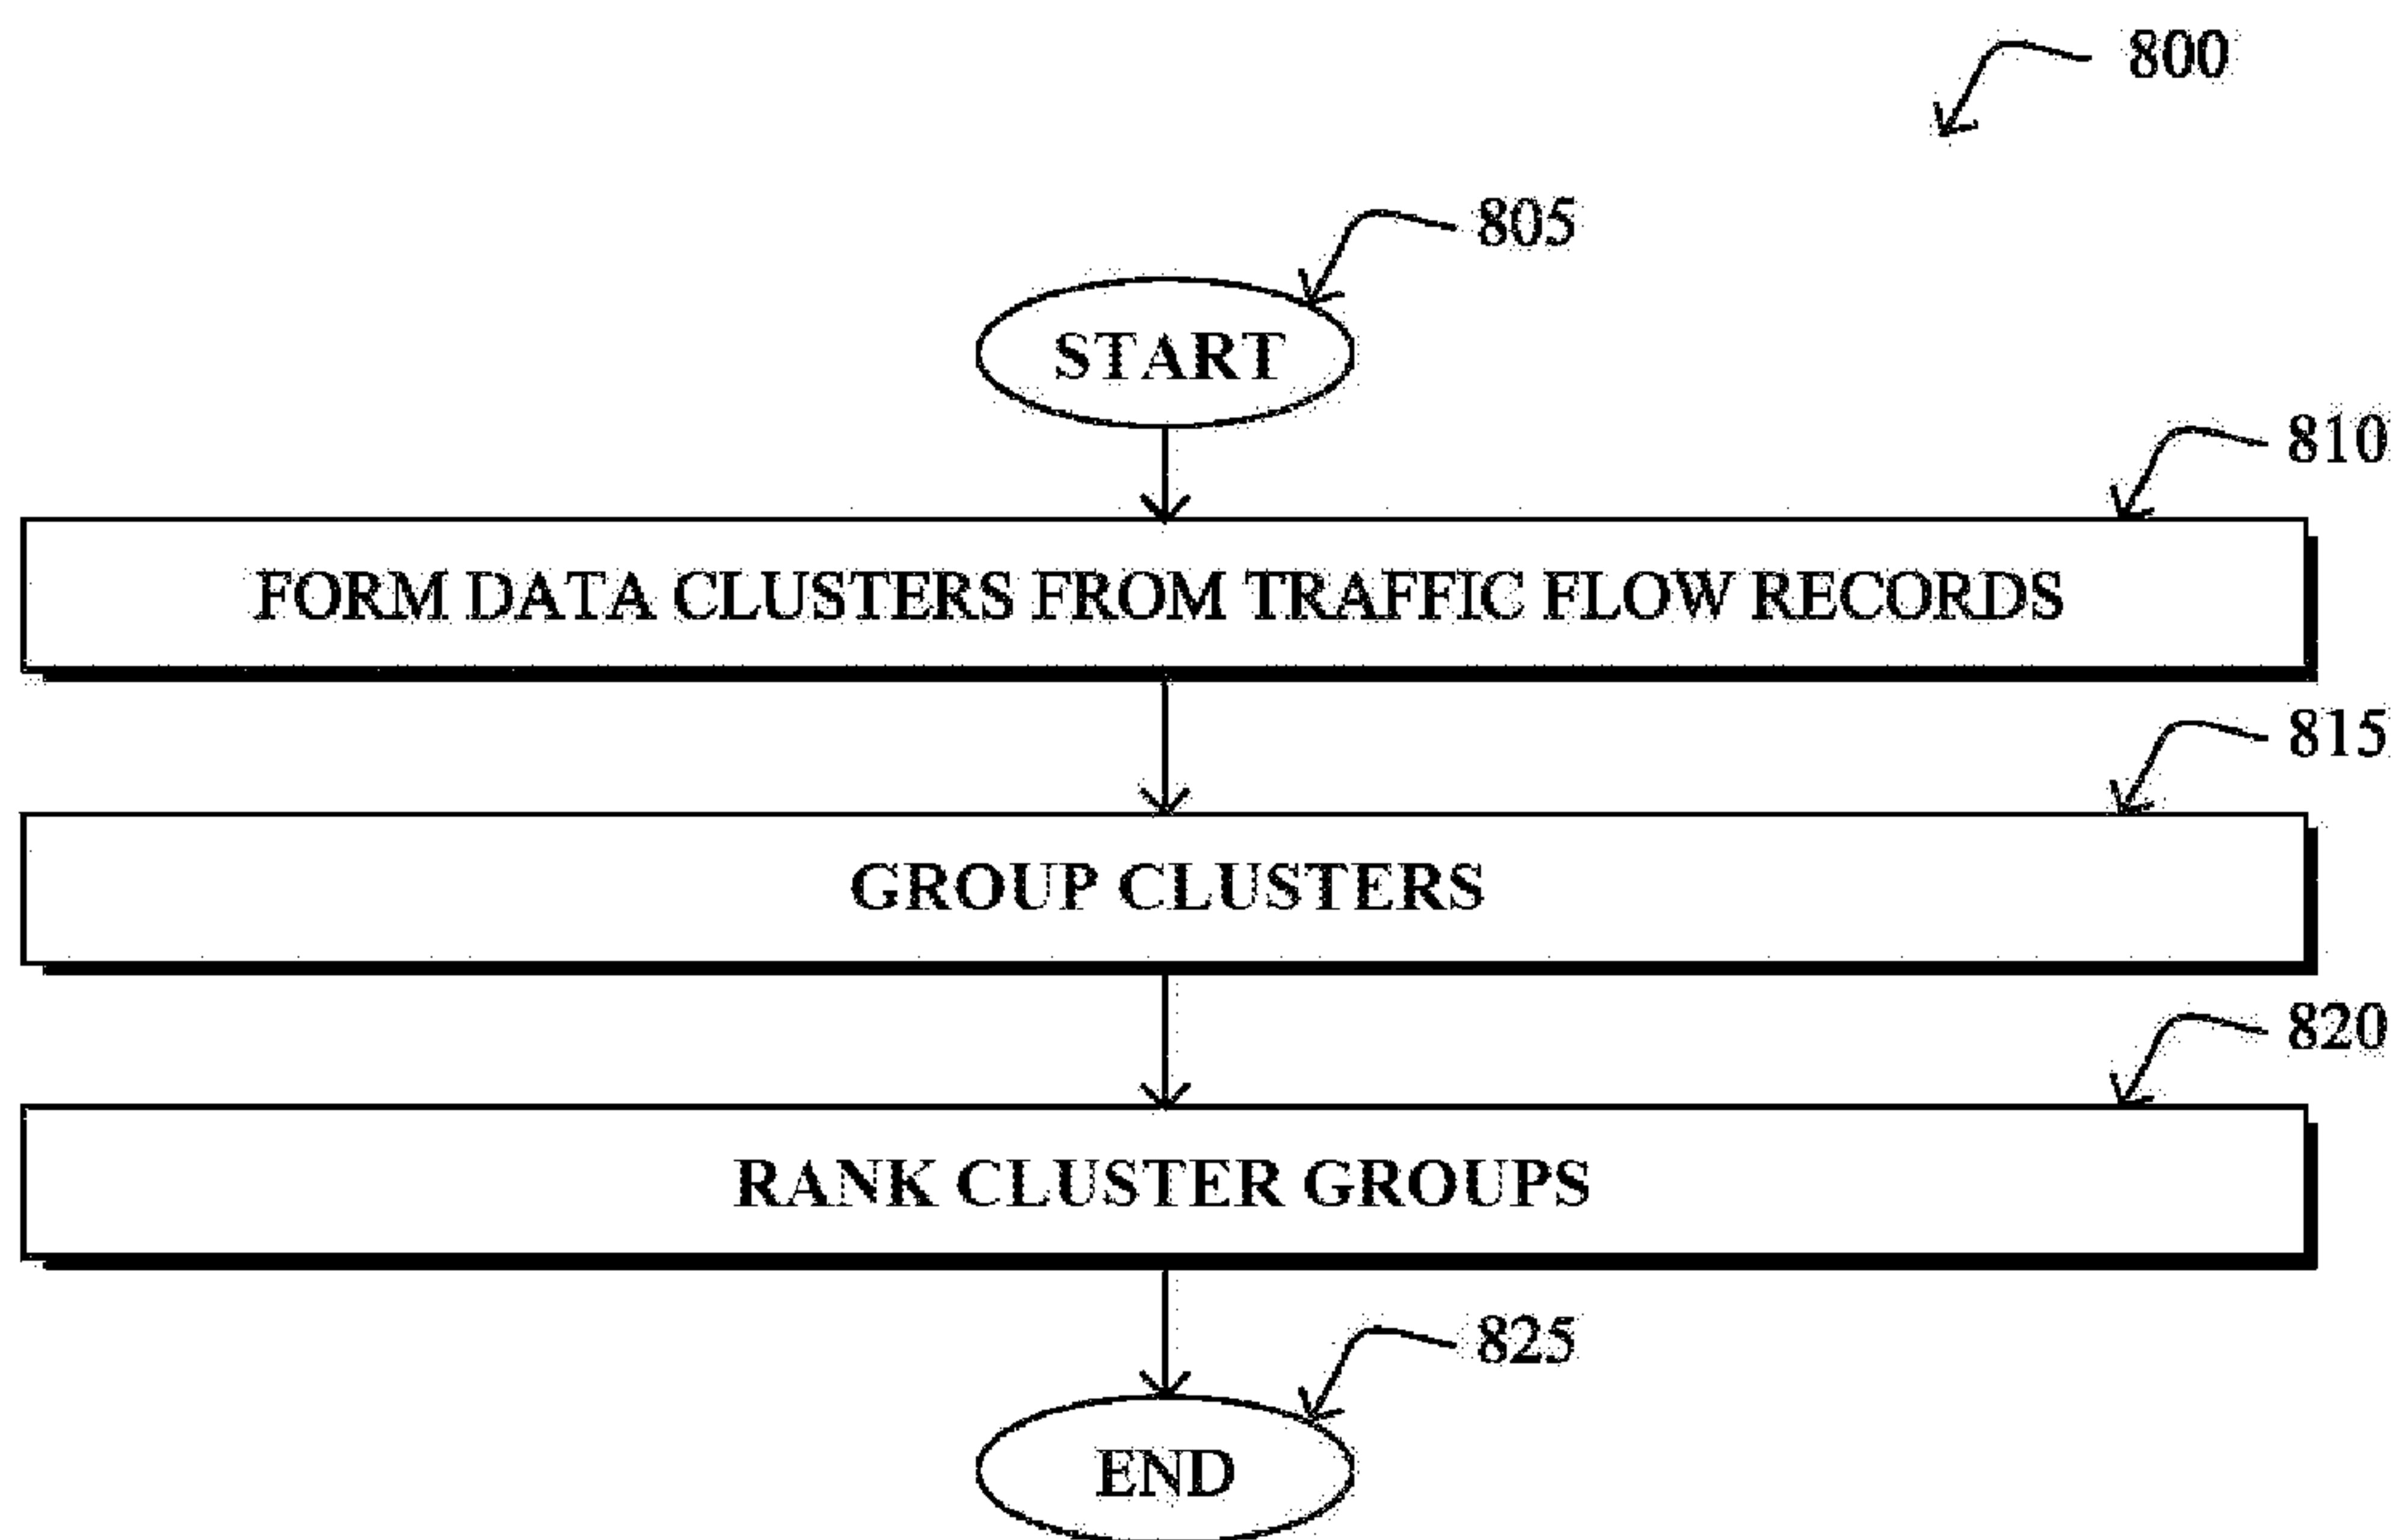 800
805
START
810
FORM DATA CLUSTERS FROM TRAFFIC FLOW RECORDS
815
GROUP CLUSTERS
820
RANK CLUSTER GROUPS
825
END